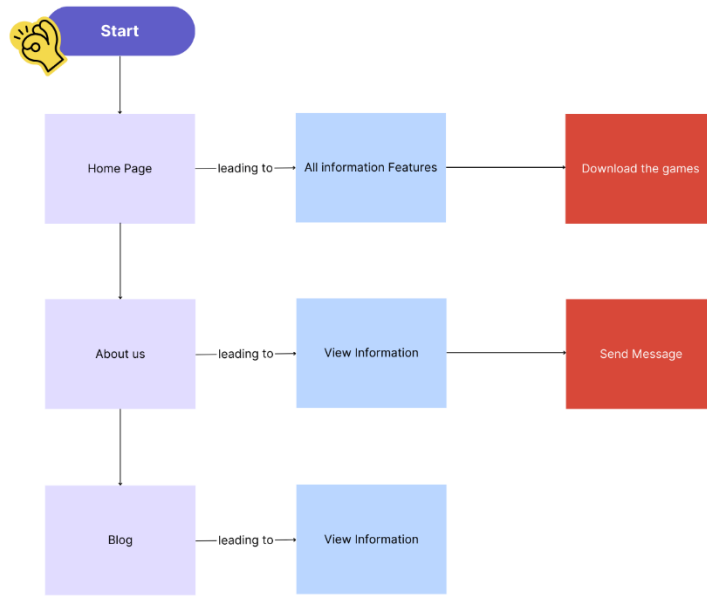 Start
Home Page
leading to
All information Features
Download the games
About us
leading to
View Information
Send Message
Blog
leading to
View Information